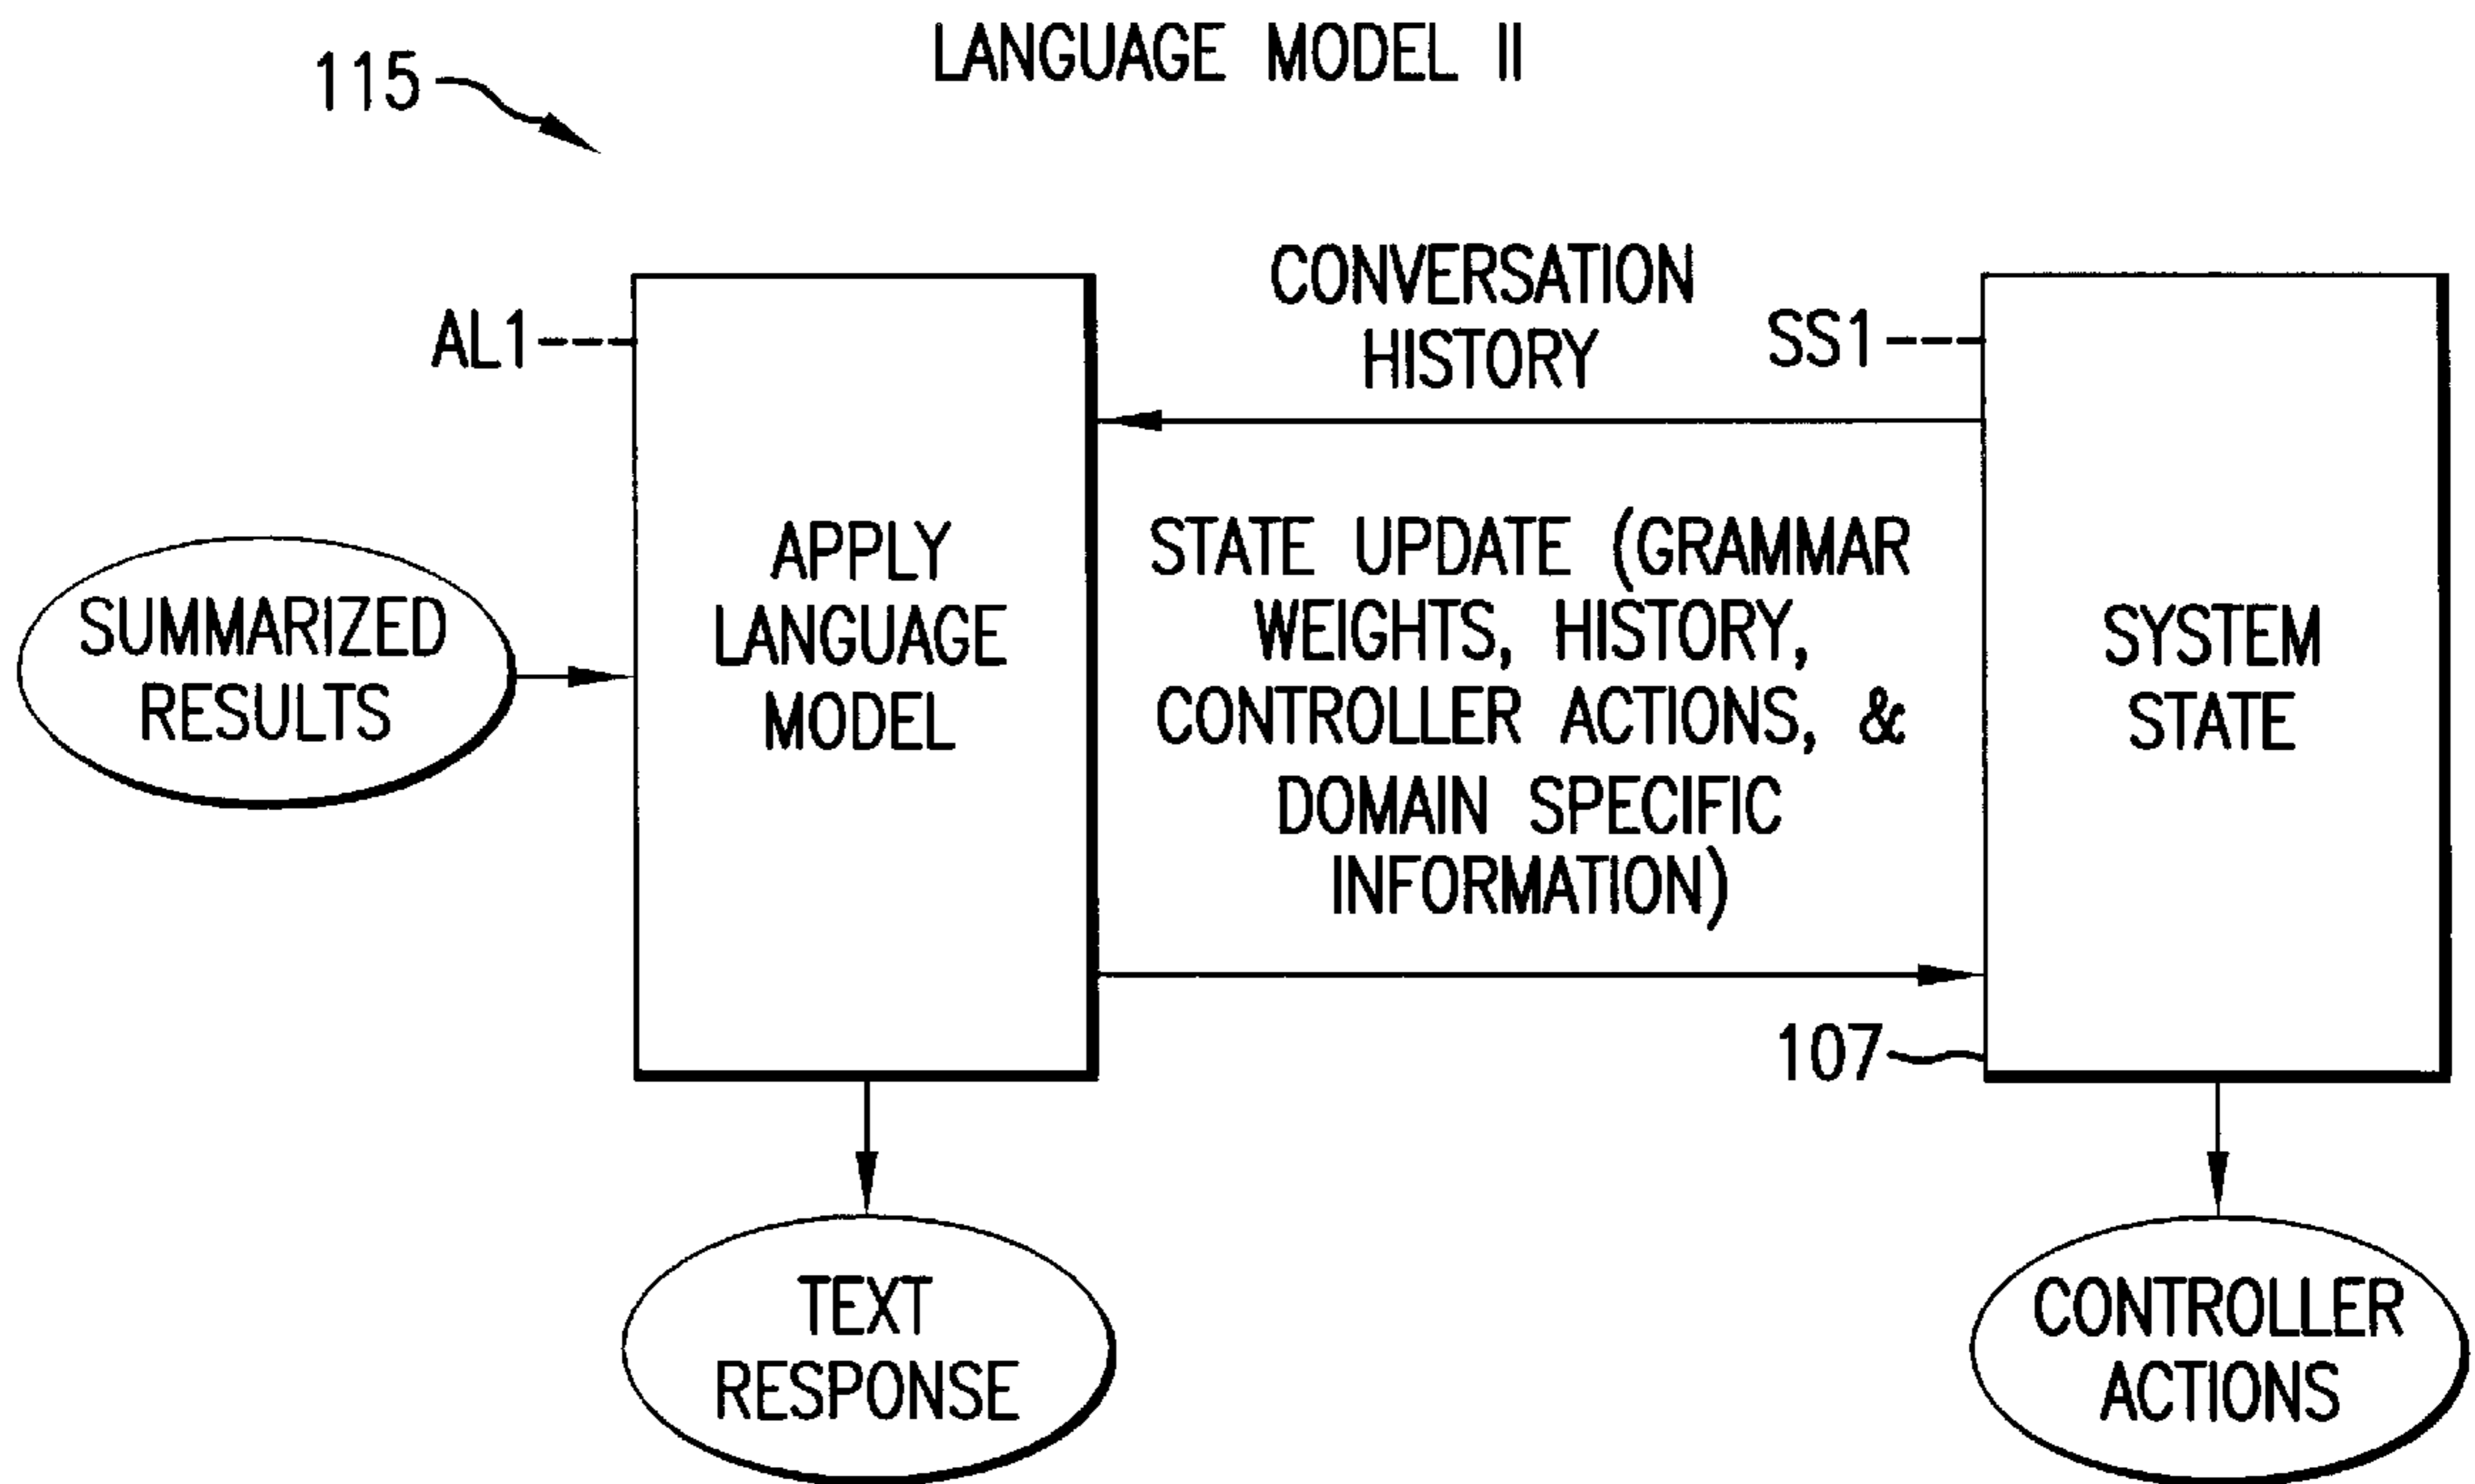 LANGUAGE MODEL II
115
CONVERSATION
HISTORY
AL1
SS1
APPLY
LANGUAGE
MODEL
STATE UPDATE (GRAMMAR
WEIGHTS, HISTORY,
CONTROLLER ACTIONS, &
DOMAIN SPECIFIC
INFORMATION)
SYSTEM
STATE
SUMMARIZED
RESULTS
107
TEXT
RESPONSE
CONTROLLER
ACTIONS